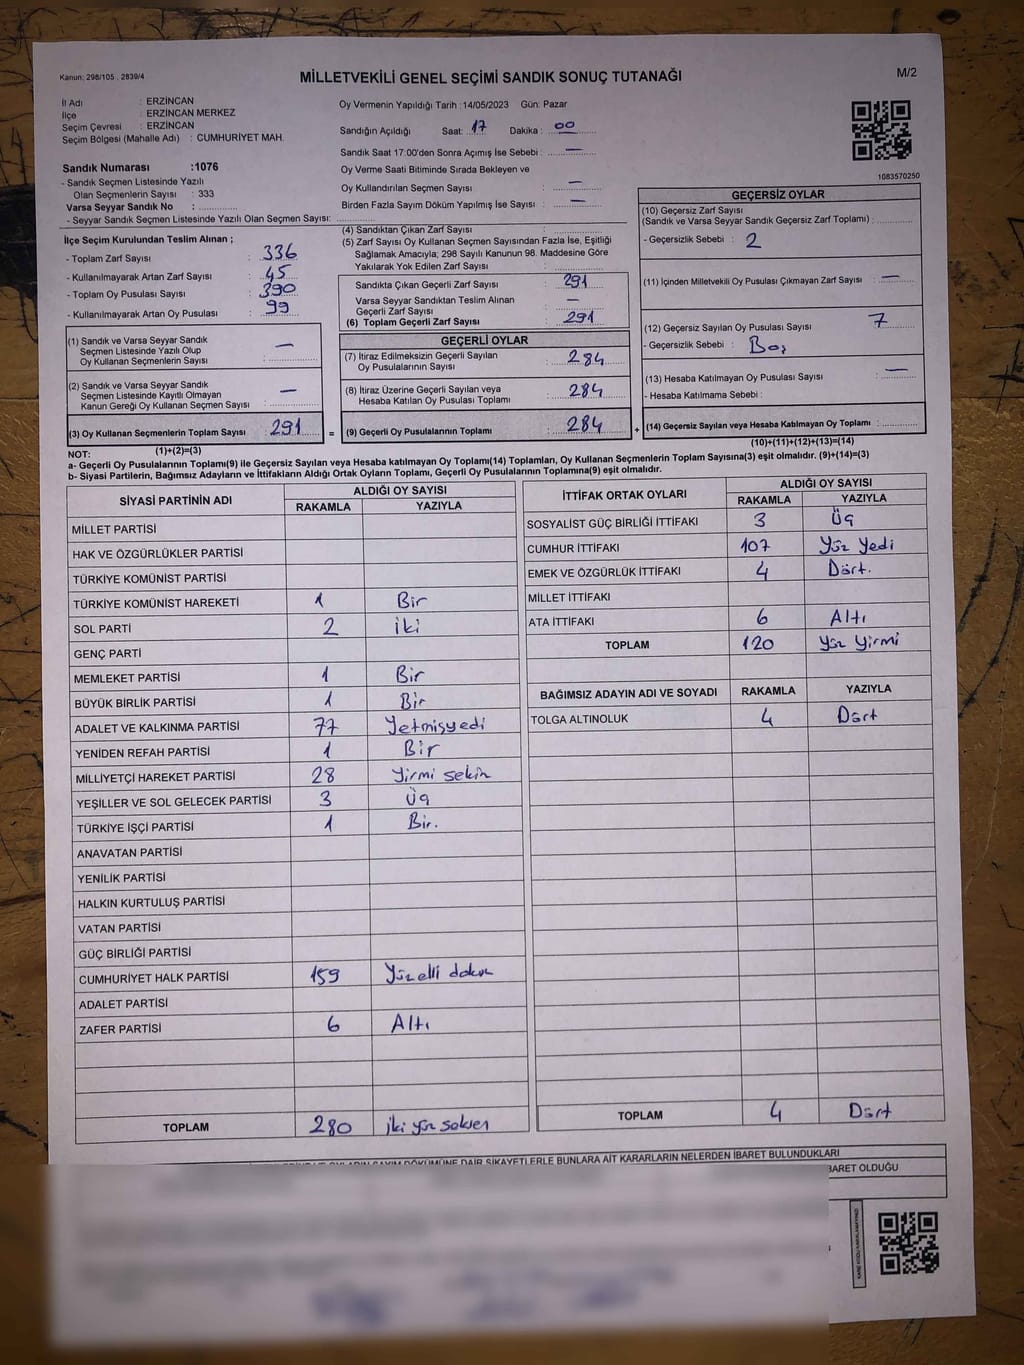 Kanun: 298/105 . 2839/4
MİLLETVEKİLİ GENEL SEÇİMİ SANDIK SONUÇ TUTANAĞI
M/2
İl Adı : ERZİNCAN
İlçe : ERZİNCAN MERKEZ
Seçim Çevresi : ERZİNCAN
Seçim Bölgesi (Mahalle Adı) : CUMHURİYET MAH.
Sandık Numarası :1076
- Sandık Seçmen Listesinde Yazılı
Olan Seçmenlerin Sayısı : 333
Varsa Seyyar Sandık No :
- Seyyar Sandık Seçmen Listesinde Yazılı Olan Seçmen Sayısı:
Oy Vermenin Yapıldığı Tarih :14/05/2023 Gün: Pazar
Sandığın Açıldığı Saat: 17 Dakika : 00
Sandık Saat 17:00'den Sonra Açımış İse Sebebi : —
Oy Verme Saati Bitiminde Sırada Bekleyen ve
Oy Kullandırılan Seçmen Sayısı : —
Birden Fazla Sayım Döküm Yapılmış İse Sayısı : —
1083570250
İlçe Seçim Kurulundan Teslim Alınan ;
- Toplam Zarf Sayısı : 336
- Kullanılmayarak Artan Zarf Sayısı : 45
- Toplam Oy Pusulası Sayısı : 390
- Kullanılmayarak Artan Oy Pusulası : 99
(1) Sandık ve Varsa Seyyar Sandık
Seçmen Listesinde Yazılı Olup
Oy Kullanan Seçmenlerin Sayısı : —
(2) Sandık ve Varsa Seyyar Sandık
Seçmen Listesinde Kayıtlı Olmayan
Kanun Gereği Oy Kullanan Seçmen Sayısı : —
(3) Oy Kullanan Seçmenlerin Toplam Sayısı : 291
(1)+(2)=(3)
(4) Sandıktan Çıkan Zarf Sayısı :
(5) Zarf Sayısı Oy Kullanan Seçmen Sayısından Fazla İse, Eşitliği
Sağlamak Amacıyla; 298 Sayılı Kanunun 98. Maddesine Göre
Yakılarak Yok Edilen Zarf Sayısı :
Sandıkta Çıkan Geçerli Zarf Sayısı : 291
Varsa Seyyar Sandıktan Teslim Alınan
Geçerli Zarf Sayısı : —
(6) Toplam Geçerli Zarf Sayısı : 291
GEÇERLİ OYLAR
(7) İtiraz Edilmeksizin Geçerli Sayılan
Oy Pusulalarının Sayısı : 284
(8) İtiraz Üzerine Geçerli Sayılan veya
Hesaba Katılan Oy Pusulası Toplamı : 284
= (9) Geçerli Oy Pusulalarının Toplamı : 284 +
GEÇERSİZ OYLAR
(10) Geçersiz Zarf Sayısı
(Sandık ve Varsa Seyyar Sandık Geçersiz Zarf Toplamı) :
- Geçersizlik Sebebi : 2
(11) İçinden Milletvekili Oy Pusulası Çıkmayan Zarf Sayısı : —
(12) Geçersiz Sayılan Oy Pusulası Sayısı : 7
- Geçersizlik Sebebi : Boş
(13) Hesaba Katılmayan Oy Pusulası Sayısı : —
- Hesaba Katılmama Sebebi :
(14) Geçersiz Sayılan veya Hesaba Katılmayan Oy Toplamı :
(10)+(11)+(12)+(13)=(14)
NOT:
a- Geçerli Oy Pusulalarının Toplamı(9) ile Geçersiz Sayılan veya Hesaba katılmayan Oy Toplamı(14) Toplamları, Oy Kullanan Seçmenlerin Toplam Sayısına(3) eşit olmalıdır. (9)+(14)=(3)
b- Siyasi Partilerin, Bağımsız Adayların ve İttifakların Aldığı Ortak Oyların Toplamı, Geçerli Oy Pusulalarının Toplamına(9) eşit olmalıdır.
SİYASİ PARTİNİN ADI ALDIĞI OY SAYISI
RAKAMLA YAZIYLA
MİLLET PARTİSİ
HAK VE ÖZGÜRLÜKLER PARTİSİ
TÜRKİYE KOMÜNİST PARTİSİ
TÜRKİYE KOMÜNİST HAREKETİ 1 Bir
SOL PARTİ 2 iki
GENÇ PARTİ
MEMLEKET PARTİSİ 1 Bir
BÜYÜK BİRLİK PARTİSİ 1 Bir
ADALET VE KALKINMA PARTİSİ 77 Yetmişyedi
YENİDEN REFAH PARTİSİ 1 Bir
MİLLİYETÇİ HAREKET PARTİSİ 28 Yirmi sekin
YEŞİLLER VE SOL GELECEK PARTİSİ 3 Üç
TÜRKİYE İŞÇİ PARTİSİ 1 Bir.
ANAVATAN PARTİSİ
YENİLİK PARTİSİ
HALKIN KURTULUŞ PARTİSİ
VATAN PARTİSİ
GÜÇ BİRLİĞİ PARTİSİ
CUMHURİYET HALK PARTİSİ 159 Yüzelli dokuz
ADALET PARTİSİ
ZAFER PARTİSİ 6 Altı
TOPLAM 280 iki yüz seksen
İTTİFAK ORTAK OYLARI ALDIĞI OY SAYISI
RAKAMLA YAZIYLA
SOSYALİST GÜÇ BİRLİĞİ İTTİFAKI 3 Üç
CUMHUR İTTİFAKI 107 Yüz Yedi
EMEK VE ÖZGÜRLÜK İTTİFAKI 4 Dört.
MİLLET İTTİFAKI
ATA İTTİFAKI 6 Altı
TOPLAM 120 Yüz Yirmi
BAĞIMSIZ ADAYIN ADI VE SOYADI RAKAMLA YAZIYLA
TOLGA ALTINOLUK 4 Dört
TOPLAM 4 Dört
DÖKÜMÜNE DAİR ŞİKAYETLERLE BUNLARA AİT KARARLARIN NELERDEN İBARET BULUNDUKLARI
BARET OLDUĞU